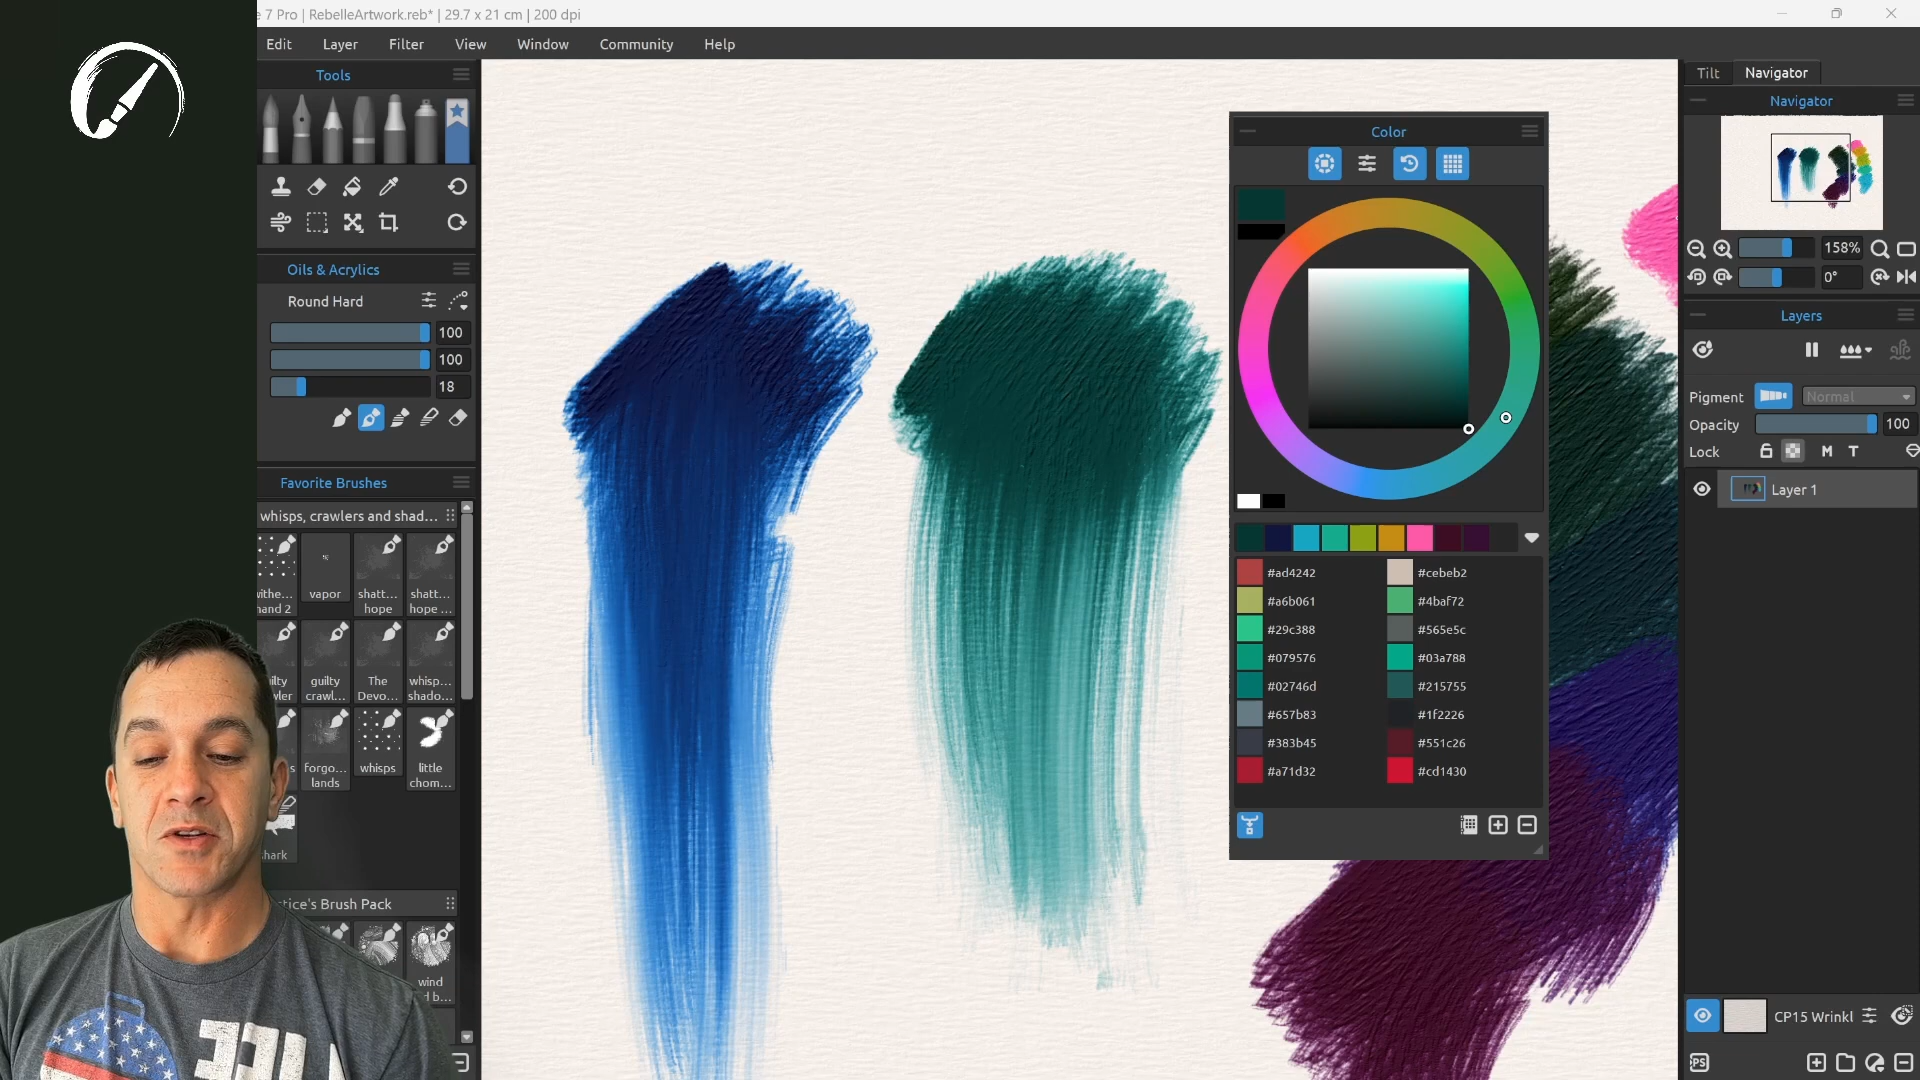 e 7 Pro | RebelleArtwork.reb* | 29.7 x 21 cm | 200 dpi
Edit Layer Filter View Window Community Help
Tools
Oils & Acrylics
Round Hard
100
100
18
Favorite Brushes
whisps, crawlers and shad...
vapor
shatt...
hope
shatt...
hope ...
guilty
crawl...
The
Devo...
whisp...
shado...
forgo...
lands
whisps
little
chom...
tice's Brush Pack
wind
d b...
Color
#ad4242
#cebeb2
#a6b061
#4baf72
#29c388
#565e5c
#079576
#03a788
#02746d
#215755
#657b83
#1f2226
#383b45
#551c26
#a71d32
#cd1430
Tilt Navigator
Navigator
158%
0°
Layers
Pigment Normal
Opacity 100
Lock M T
Layer 1
CP15 Wrinkl
PS